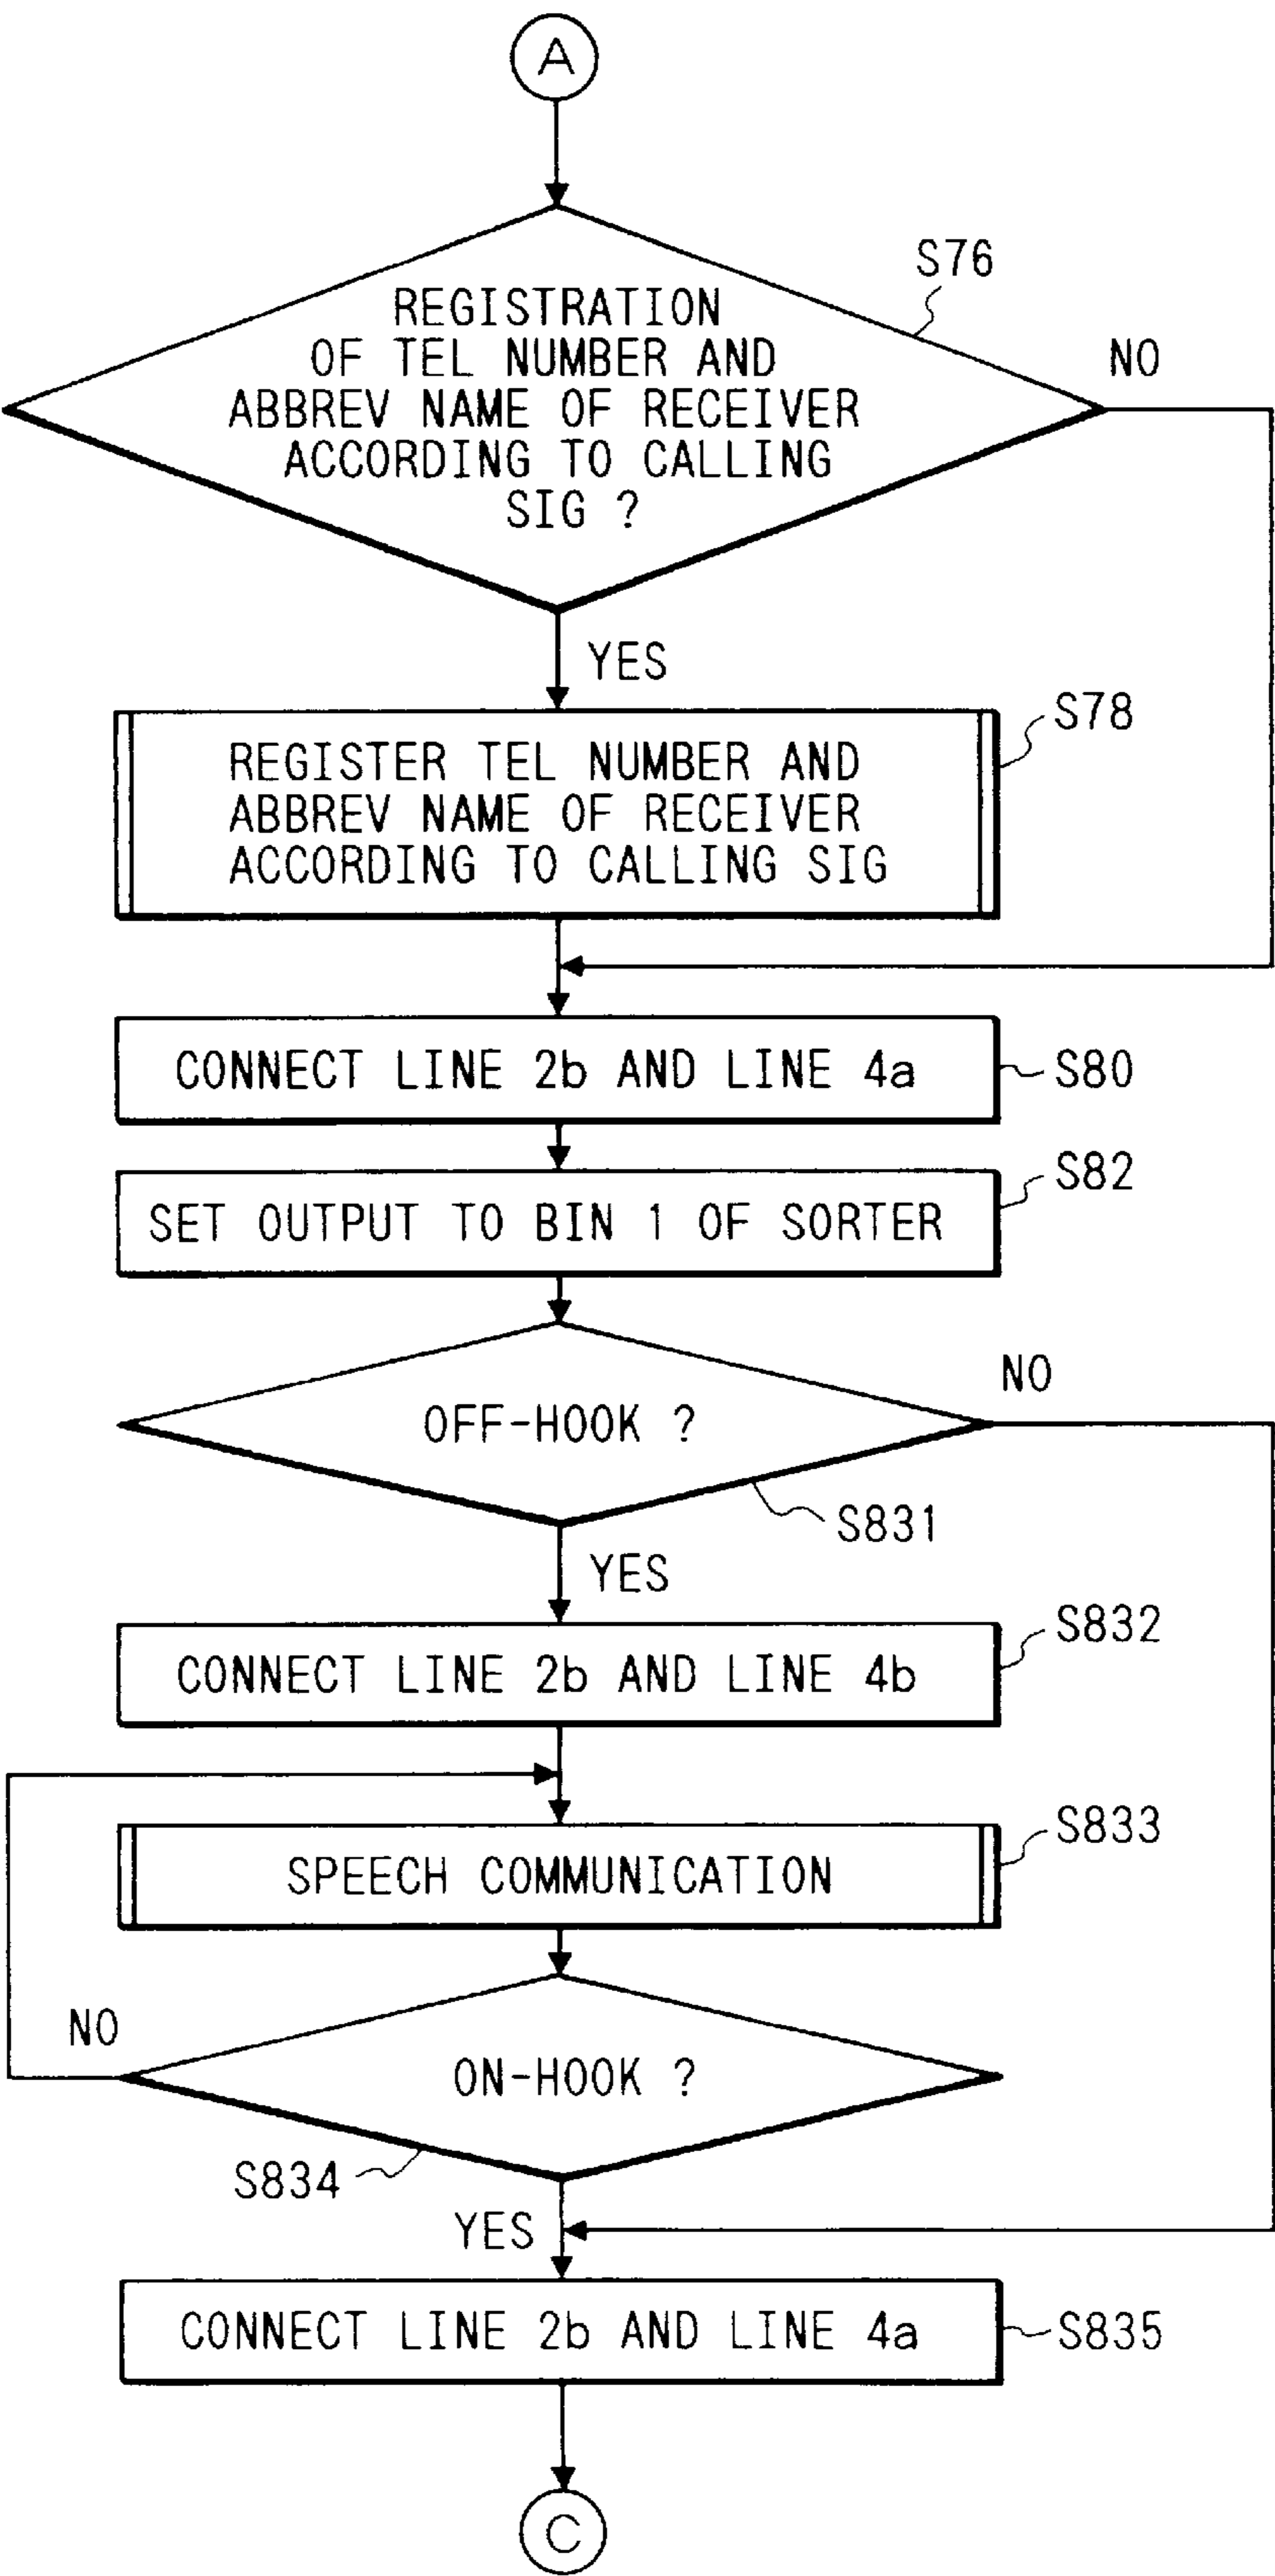 A
S76
REGISTRATION
OF TEL NUMBER AND
ABBREV NAME OF RECEIVER
ACCORDING TO CALLING
SIG ?
NO
YES
S78
REGISTER TEL NUMBER AND
ABBREV NAME OF RECEIVER
ACCORDING TO CALLING SIG
CONNECT LINE 2b AND LINE 4a
S80
S82
SET OUTPUT TO BIN 1 OF SORTER
NO
OFF-HOOK ?
S831
YES
S832
CONNECT LINE 2b AND LINE 4b
S833
SPEECH COMMUNICATION
NO
ON-HOOK ?
S834
YES
CONNECT LINE 2b AND LINE 4a
S835
C